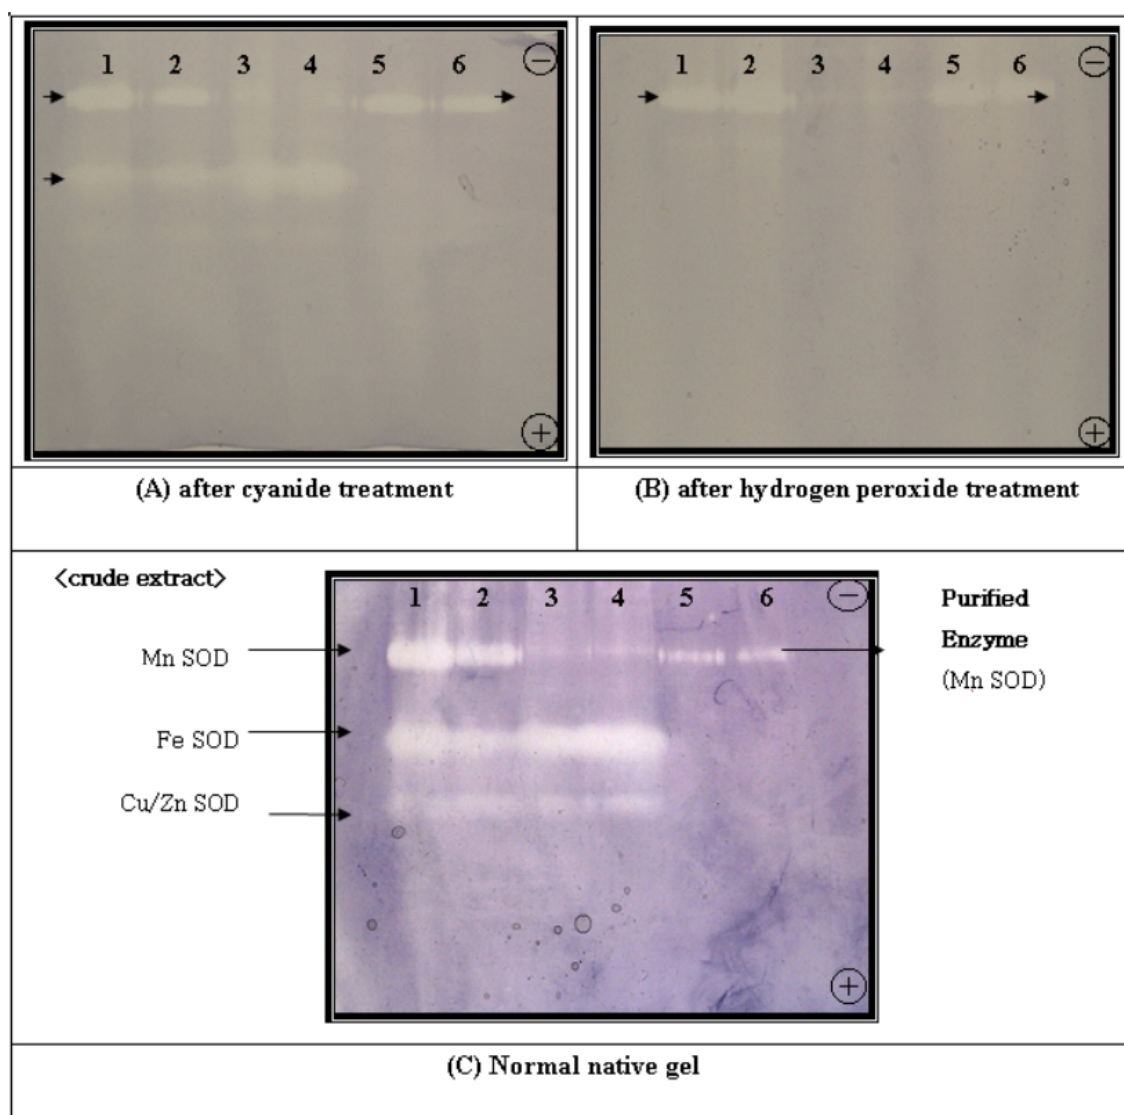 1 2 3 4 5 6 −
+
1 2 3 4 5 6 −
+
(A) after cyanide treatment
(B) after hydrogen peroxide treatment
<crude extract>
1 2 3 4 5 6 −
Mn SOD
Fe SOD
Cu/Zn SOD
+
Purified
Enzyme
(Mn SOD)
(C) Normal native gel